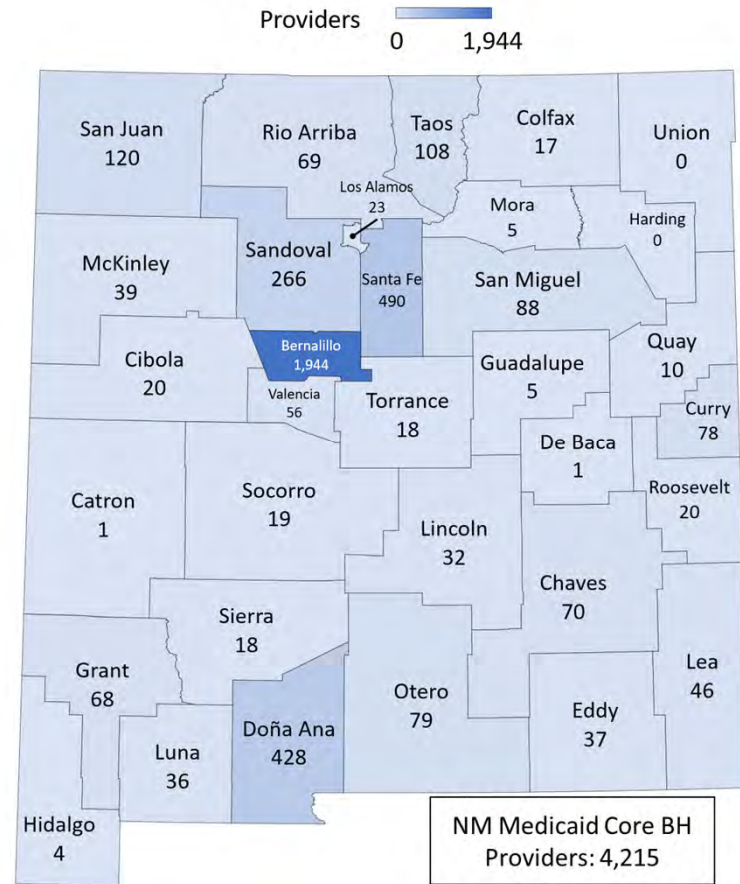 Providers
0 1,944
San Juan
120
Rio Arriba
69
Taos
108
Colfax
17
Union
0
Los Alamos
23
Mora
5
Harding
0
McKinley
39
Sandoval
266
Santa Fe
490
San Miguel
88
Cibola
20
Bernalillo
1,944
Valencia
56
Torrance
18
Guadalupe
5
Quay
10
Curry
78
De Baca
1
Roosevelt
20
Catron
1
Socorro
19
Lincoln
32
Chaves
70
Sierra
18
Grant
68
Lea
46
Otero
79
Eddy
37
Doña Ana
428
Luna
36
Hidalgo
4
NM Medicaid Core BH
Providers: 4,215